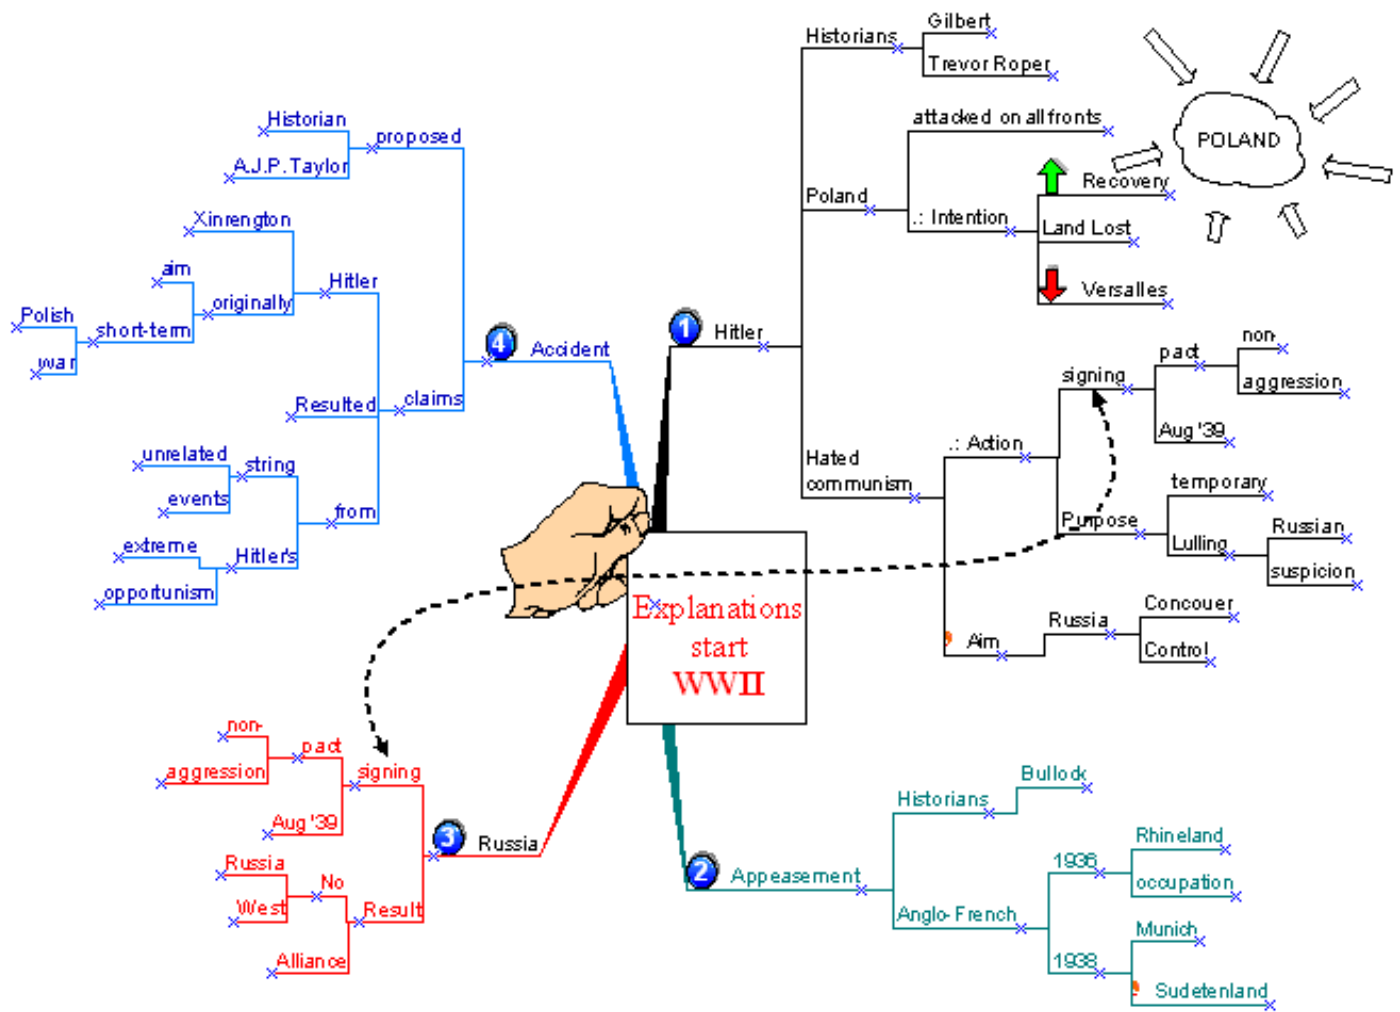 Explanations
start
WWII
1
Hitler
Historians
Gilbert
Trevor Roper
Poland
attacked on all fronts
.: Intention
Recovery
Land Lost
Versalles
POLAND
Hated
communism
.: Action
signing
pact
non-
aggression
Aug '39
Purpose
temporary
Lulling
Russian
suspicion
Aim
Russia
Concouer
Control
2
Appeasement
Historians
Bullock
Anglo-French
1936
Rhineland
occupation
1938
Munich
Sudetenland
3
Russia
signing
pact
non-
aggression
Aug '39
Result
No
Russia
West
Alliance
4
Accident
proposed
Historian
A.J.P. Taylor
claims
Hitler
Xinrengton
originally
aim
short-term
Polish
war
Resulted
from
string
unrelated
events
Hitler's
extreme
opportunism